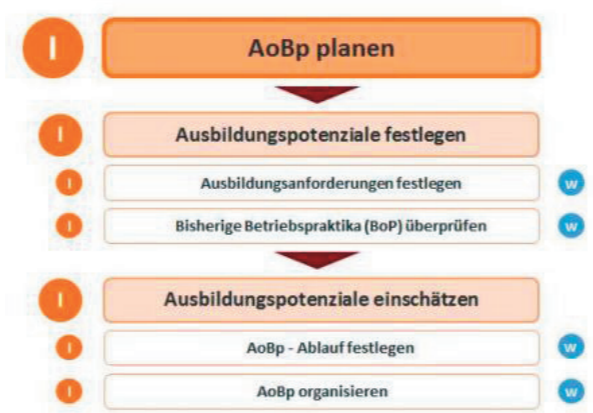 I AoBp planen
I Ausbildungspotenziale festlegen
I Ausbildungsanforderungen festlegen W
I Bisherige Betriebspraktika (BoP) überprüfen W
I Ausbildungspotenziale einschätzen
I AoBp - Ablauf festlegen W
I AoBp organisieren W